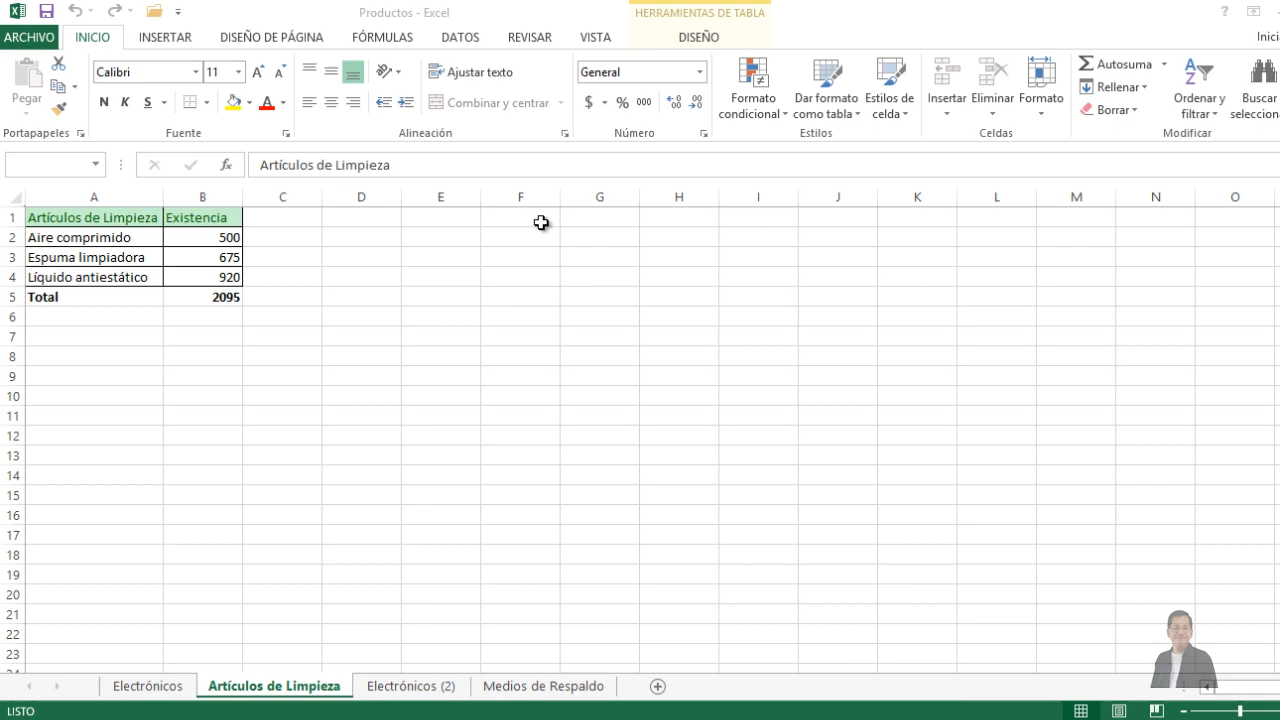 Productos - Excel
HERRAMIENTAS DE TABLA
?
ARCHIVO INICIO INSERTAR DISEÑO DE PÁGINA FÓRMULAS DATOS REVISAR VISTA DISEÑO Inici
Pegar
Calibri 11 A A
N K S A
Ajustar texto
Combinar y centrar
General
$ % 000
Formato condicional
Dar formato como tabla
Estilos de celda
Insertar Eliminar Formato
Autosuma
Rellenar
Borrar
Ordenar y filtrar
Buscar seleccion
Portapapeles Fuente Alineación Número Estilos Celdas Modificar
fx Artículos de Limpieza
A B C D E F G H I J K L M N O
1 Artículos de Limpieza Existencia
2 Aire comprimido 500
3 Espuma limpiadora 675
4 Líquido antiestático 920
5 Total 2095
6
7
8
9
10
11
12
13
14
15
16
17
18
19
20
21
22
23
Electrónicos Artículos de Limpieza Electrónicos (2) Medios de Respaldo
LISTO